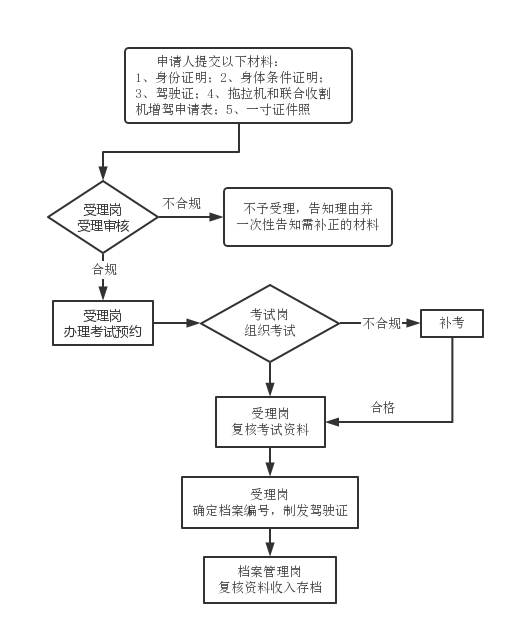 申请人提交以下材料：
1、身份证明；2、身体条件证明；
3、驾驶证；4、拖拉机和联合收割
机增驾申请表；5、一寸证件照
受理岗
受理审核
不合规
不予受理，告知理由并
一次性告知需补正的材料
合规
受理岗
办理考试预约
考试岗
组织考试
不合规
补考
合格
受理岗
复核考试资料
受理岗
确定档案编号，制发驾驶证
档案管理岗
复核资料收入存档